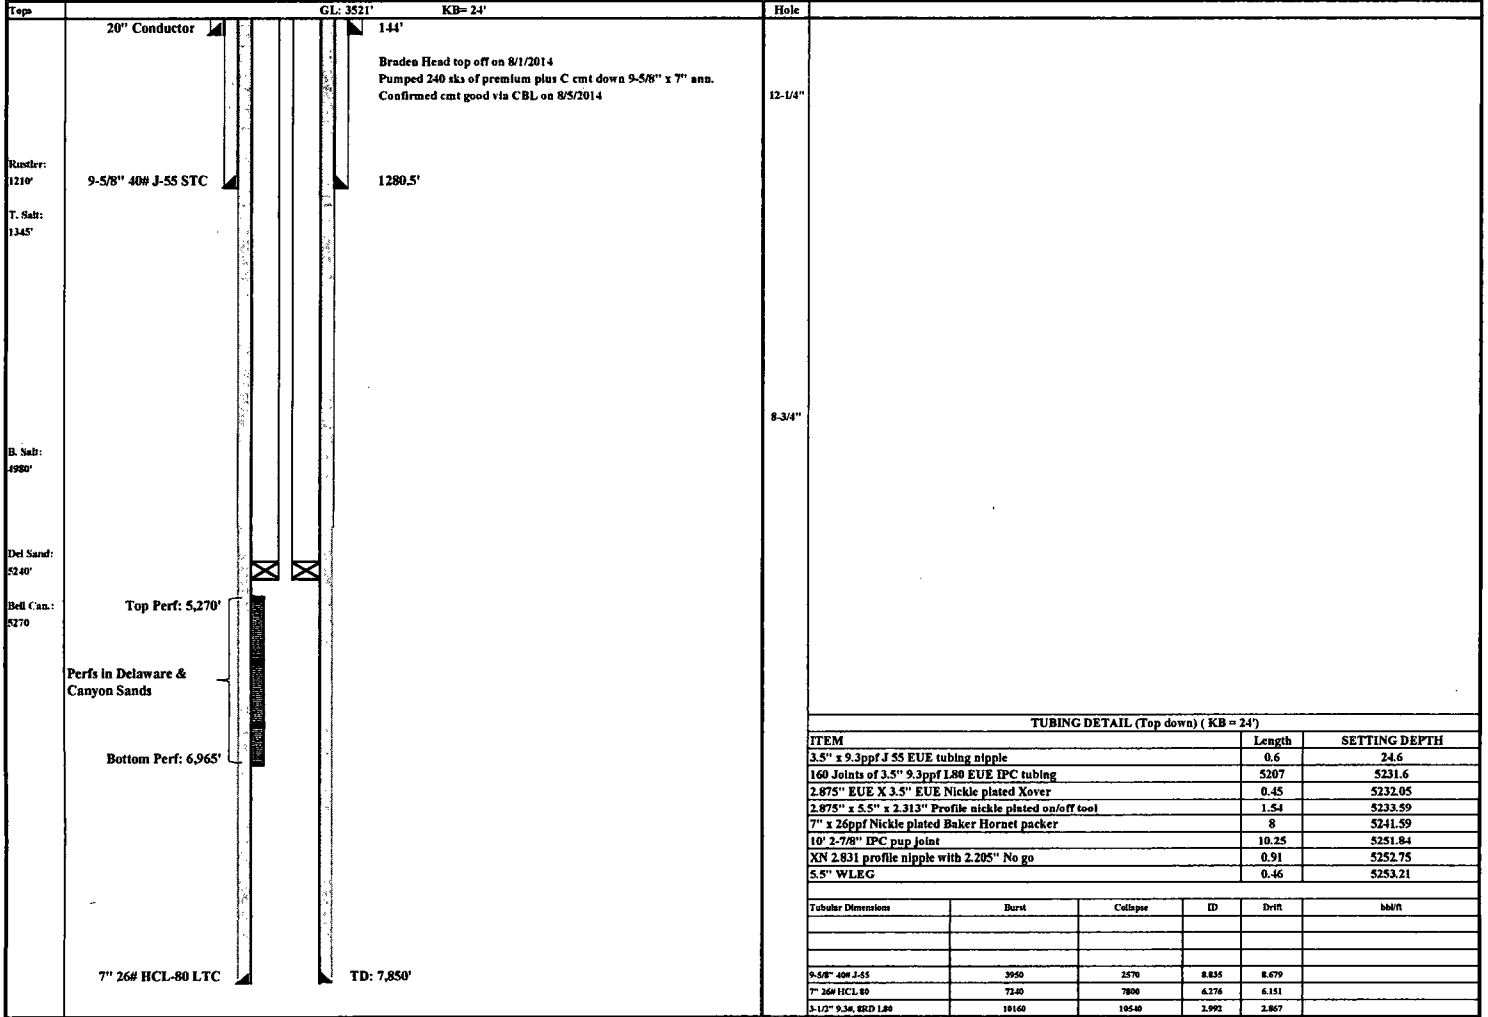 Tops GL: 3521' KB= 24' Hole
20" Conductor 144'
Braden Head top off on 8/1/2014
Pumped 240 sks of premium plus C cmt down 9-5/8" x 7" ann.
Confirmed cmt good via CBL on 8/5/2014
12-1/4"
Rustler:
1210'
9-5/8" 40# J-55 STC 1280.5'
T. Salt:
1345'
8-3/4"
B. Salt:
4980'
Del Sand:
5240'
Bell Can.:
5270
Top Perf: 5,270'
Perfs in Delaware &
Canyon Sands
Bottom Perf: 6,965'
7" 26# HCL-80 LTC TD: 7,850'
TUBING DETAIL (Top down) ( KB = 24')
ITEM Length SETTING DEPTH
3.5" x 9.3ppf J 55 EUE tubing nipple 0.6 24.6
160 Joints of 3.5" 9.3ppf L80 EUE IPC tubing 5207 5231.6
2.875" EUE X 3.5" EUE Nickle plated Xover 0.45 5232.05
2.875" x 5.5" x 2.313" Profile nickle plated on/off tool 1.54 5233.59
7" x 26ppf Nickle plated Baker Hornet packer 8 5241.59
10' 2-7/8" IPC pup joint 10.25 5251.84
XN 2.831 profile nipple with 2.205" No go 0.91 5252.75
5.5" WLEG 0.46 5253.21
Tubular Dimensions Burst Collapse ID Drift bbl/ft
9-5/8" 40# J-55 3950 2570 8.835 8.679
7" 26# HCL 80 7240 7800 6.276 6.151
3-1/2" 9.3#, 8RD L80 10160 10540 2.992 2.867